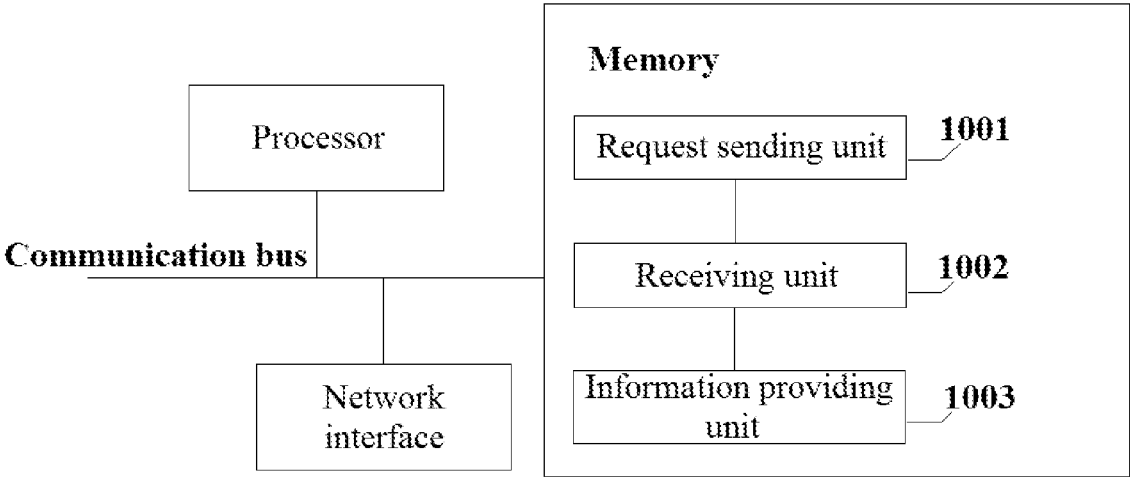 Memory
Processor
Request sending unit
1001
Communication bus
Receiving unit
1002
Network
interface
Information providing
unit
1003